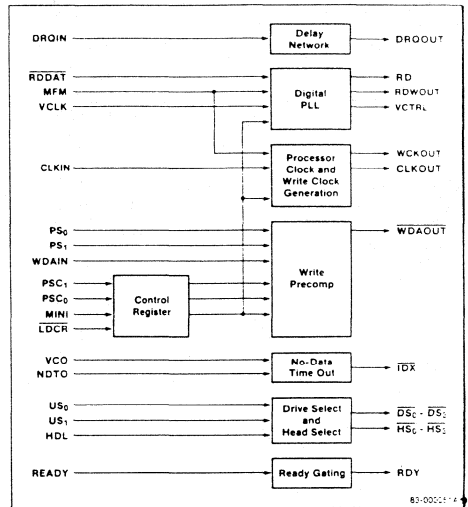 DRQIN
Delay
Network
DRQOUT
RDDAT
MFM
VCLK
Digital
PLL
RD
RDWOUT
VCTRL
CLKIN
Processor
Clock and
Write Clock
Generation
WCKOUT
CLKOUT
PS0
PS1
WDAIN
PSC1
PSC0
MINI
LDCR
Control
Register
Write
Precomp
WDAOUT
VCO
NDTO
No-Data
Time Out
IDX
US0
US1
HDL
Drive Select
and
Head Select
DS0 - DS3
HS0 - HS3
READY
Ready Gating
RDY